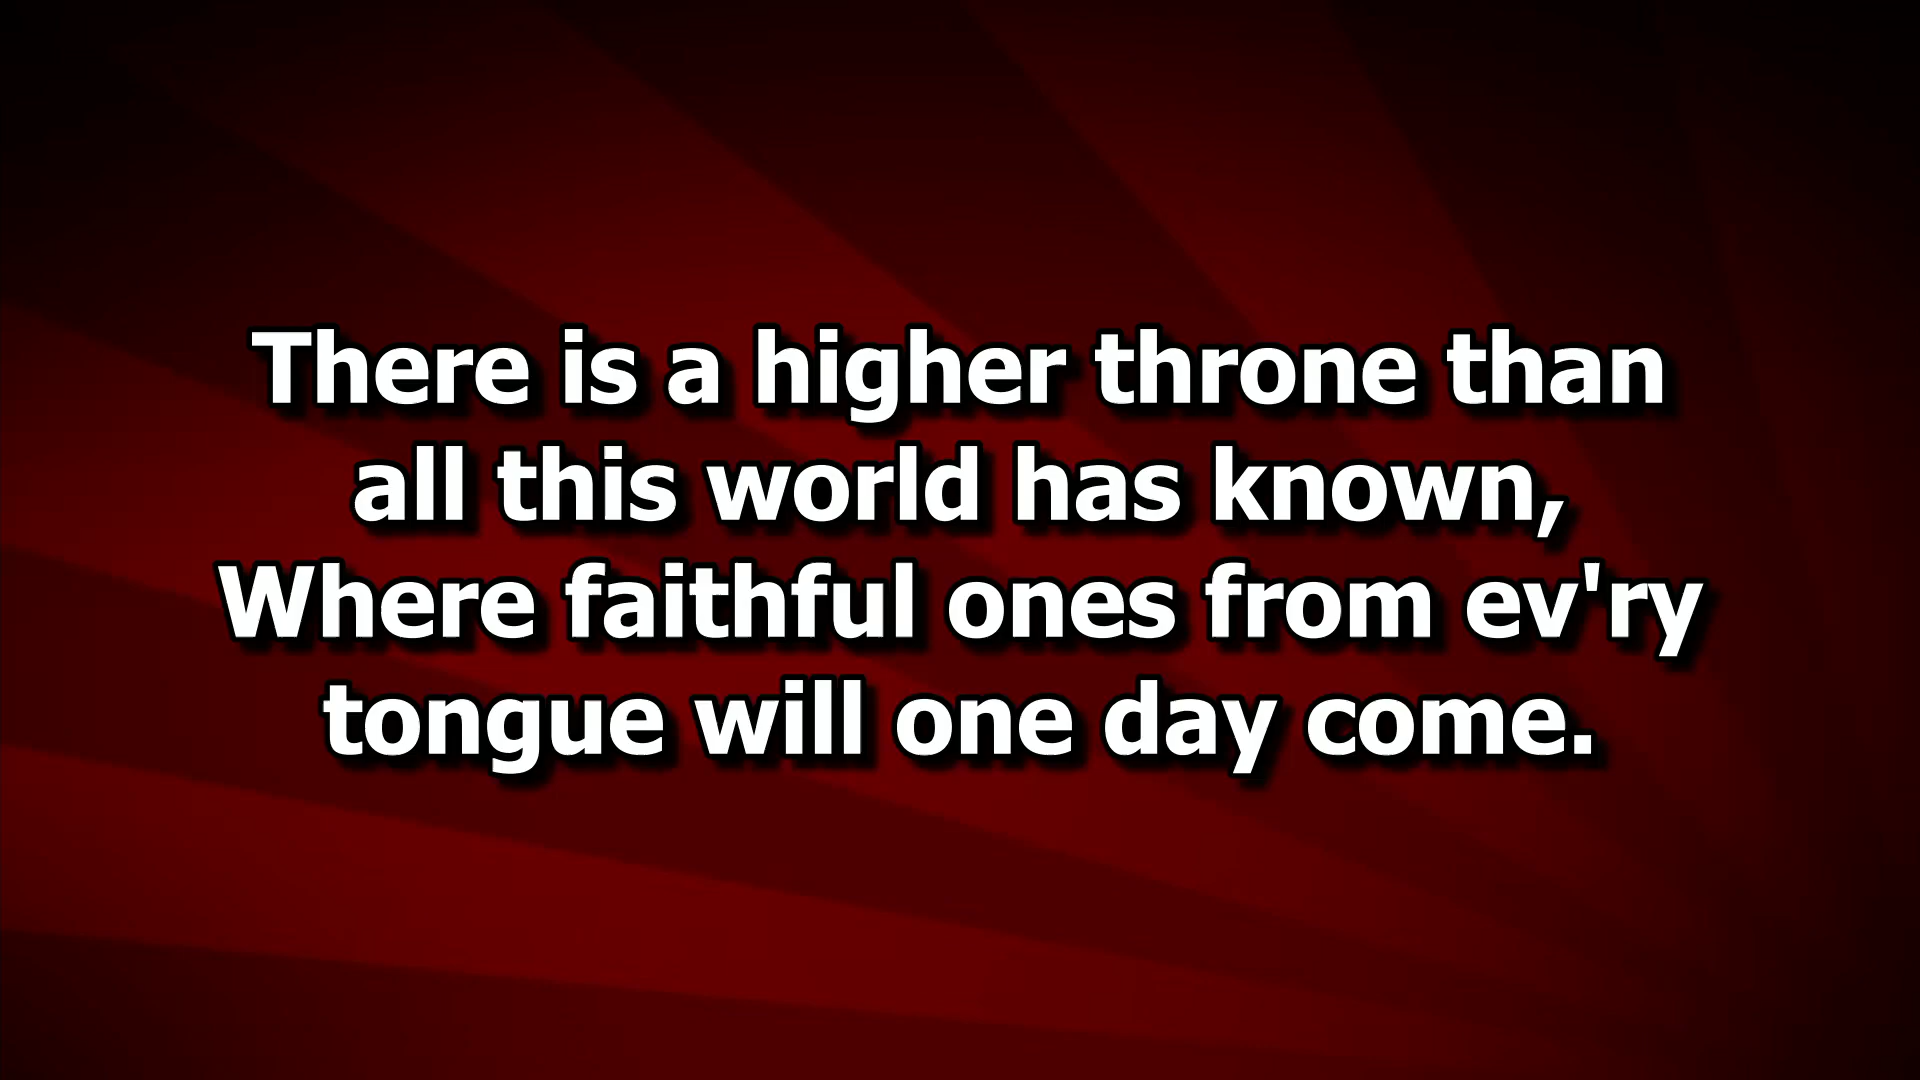 There is a higher throne than
all this world has known,
Where faithful ones from ev'ry
tongue will one day come.